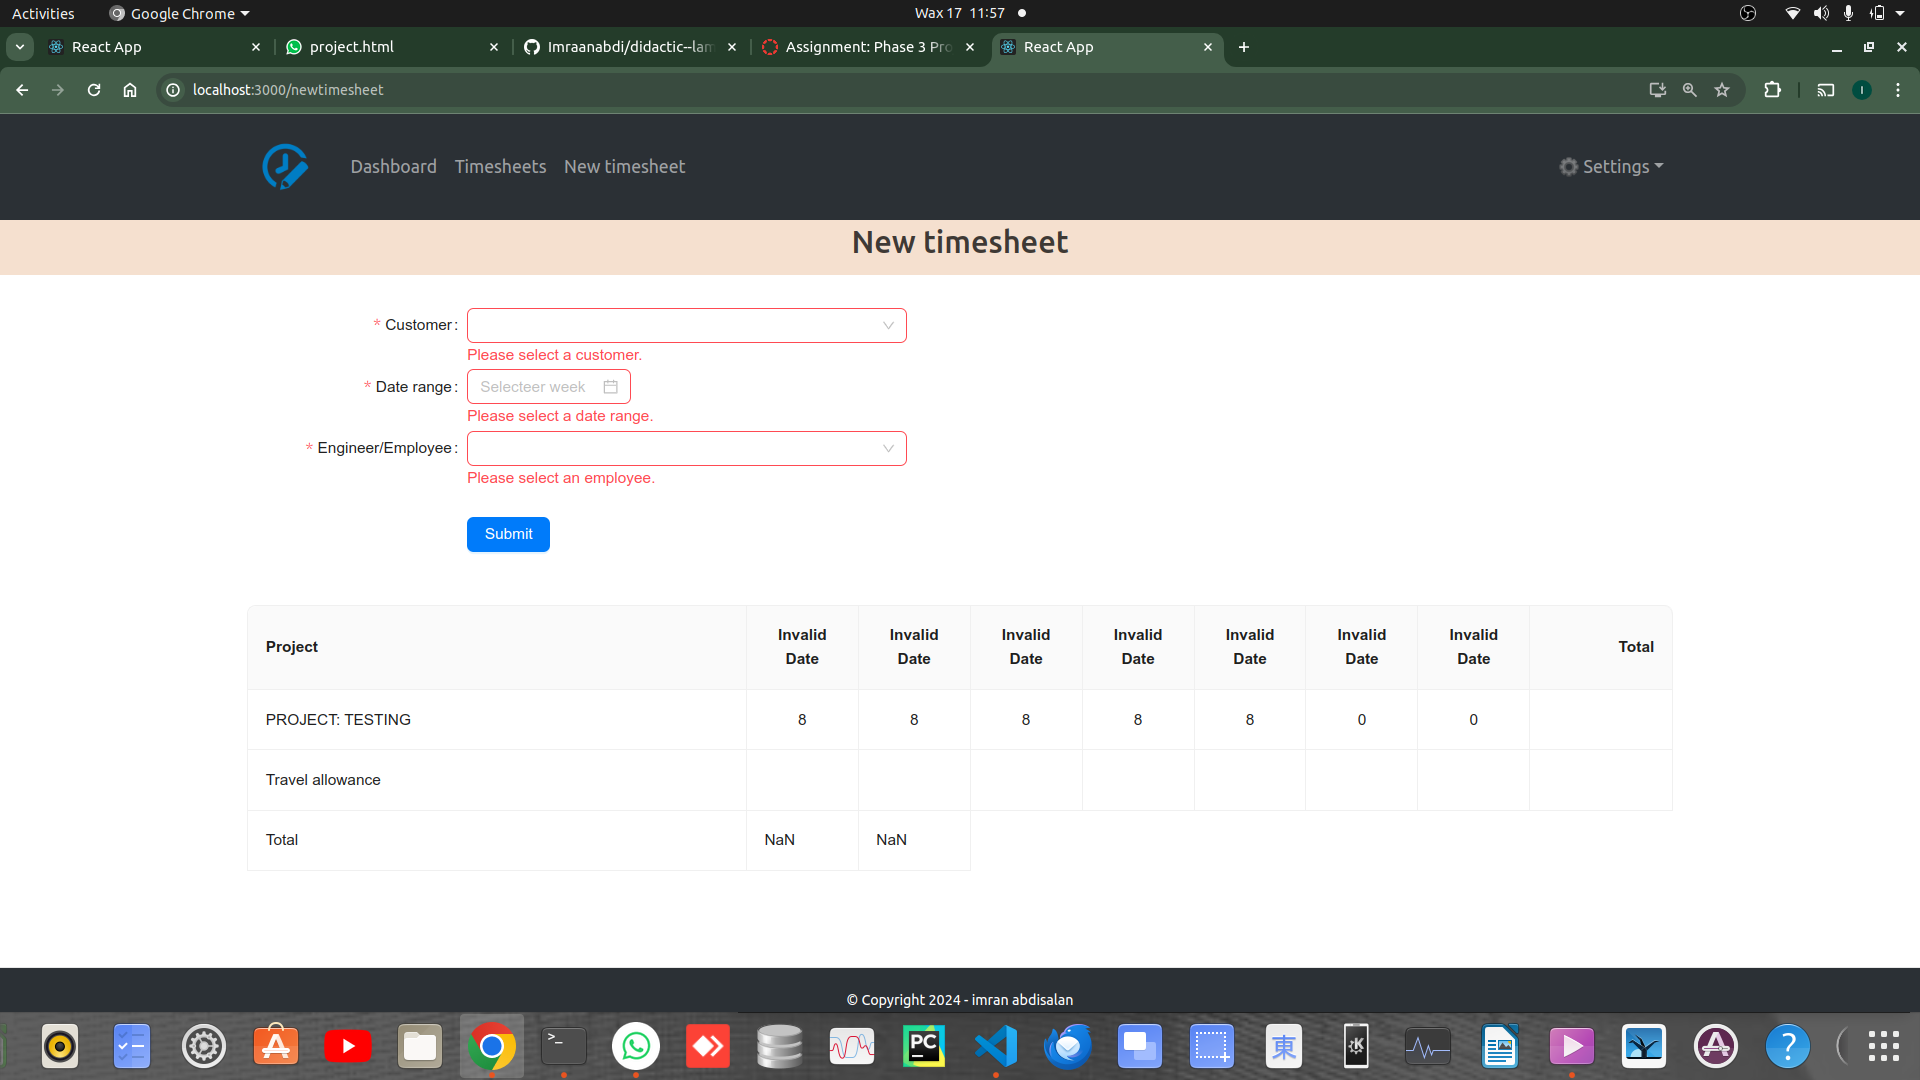 Activities
Google Chrome
Wax 17 11:57
React App
project.html
Imraanabdi/didactic--lam
Assignment: Phase 3 Pro
React App
localhost:3000/newtimesheet
I
Dashboard
Timesheets
New timesheet
Settings
New timesheet
* Customer:
Please select a customer.
* Date range:
Selecteer week
Please select a date range.
* Engineer/Employee:
Please select an employee.
Submit
Project Invalid Date Invalid Date Invalid Date Invalid Date Invalid Date Invalid Date Invalid Date Total
PROJECT: TESTING 8 8 8 8 8 0 0
Travel allowance
Total NaN NaN
© Copyright 2024 - imran abdisalan
>_
PC
東
K
A
?